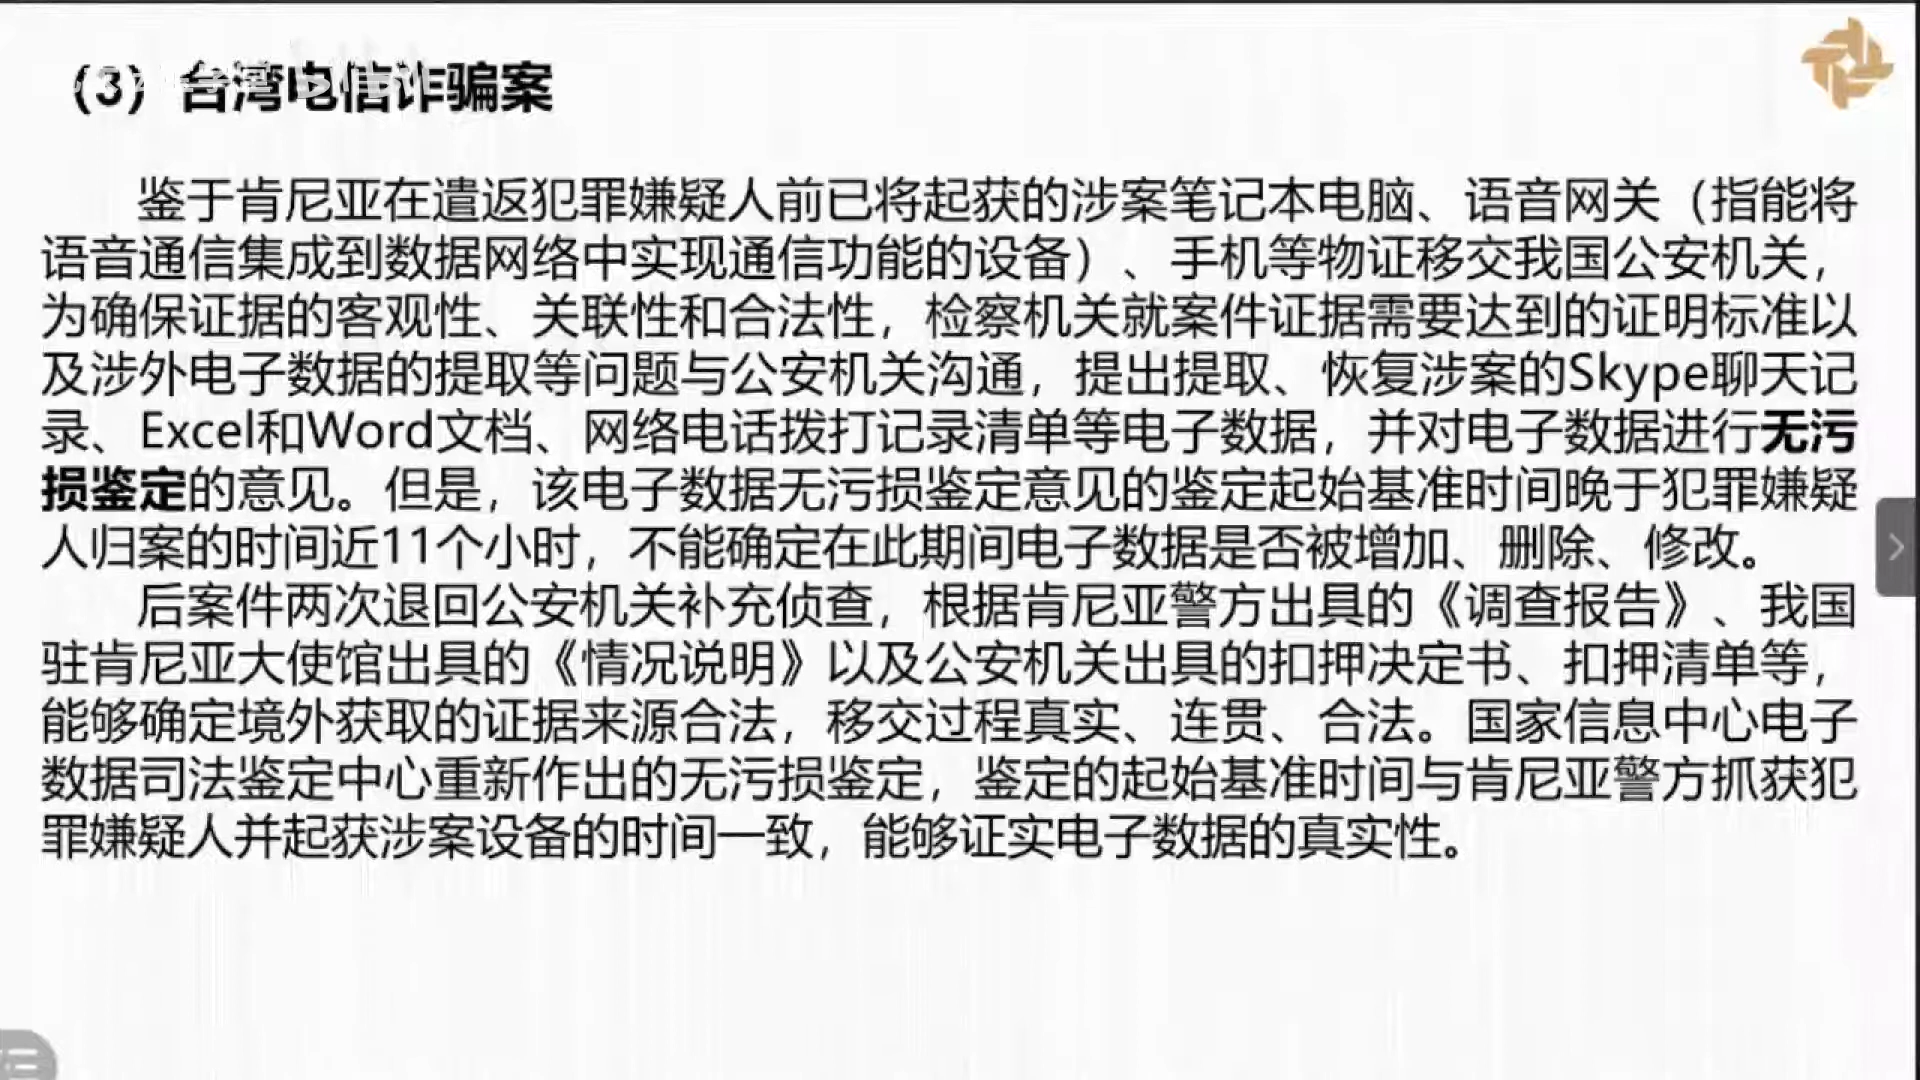 （3）台湾电信诈骗案
鉴于肯尼亚在遣返犯罪嫌疑人前已将起获的涉案笔记本电脑、语音网关（指能将
语音通信集成到数据网络中实现通信功能的设备）、手机等物证移交我国公安机关，
为确保证据的客观性、关联性和合法性，检察机关就案件证据需要达到的证明标准以
及涉外电子数据的提取等问题与公安机关沟通，提出提取、恢复涉案的Skype聊天记
录、Excel和Word文档、网络电话拨打记录清单等电子数据，并对电子数据进行无污
损鉴定的意见。但是，该电子数据无污损鉴定意见的鉴定起始基准时间晚于犯罪嫌疑
人归案的时间近11个小时，不能确定在此期间电子数据是否被增加、删除、修改。
后案件两次退回公安机关补充侦查，根据肯尼亚警方出具的《调查报告》、我国
驻肯尼亚大使馆出具的《情况说明》以及公安机关出具的扣押决定书、扣押清单等，
能够确定境外获取的证据来源合法，移交过程真实、连贯、合法。国家信息中心电子
数据司法鉴定中心重新作出的无污损鉴定，鉴定的起始基准时间与肯尼亚警方抓获犯
罪嫌疑人并起获涉案设备的时间一致，能够证实电子数据的真实性。